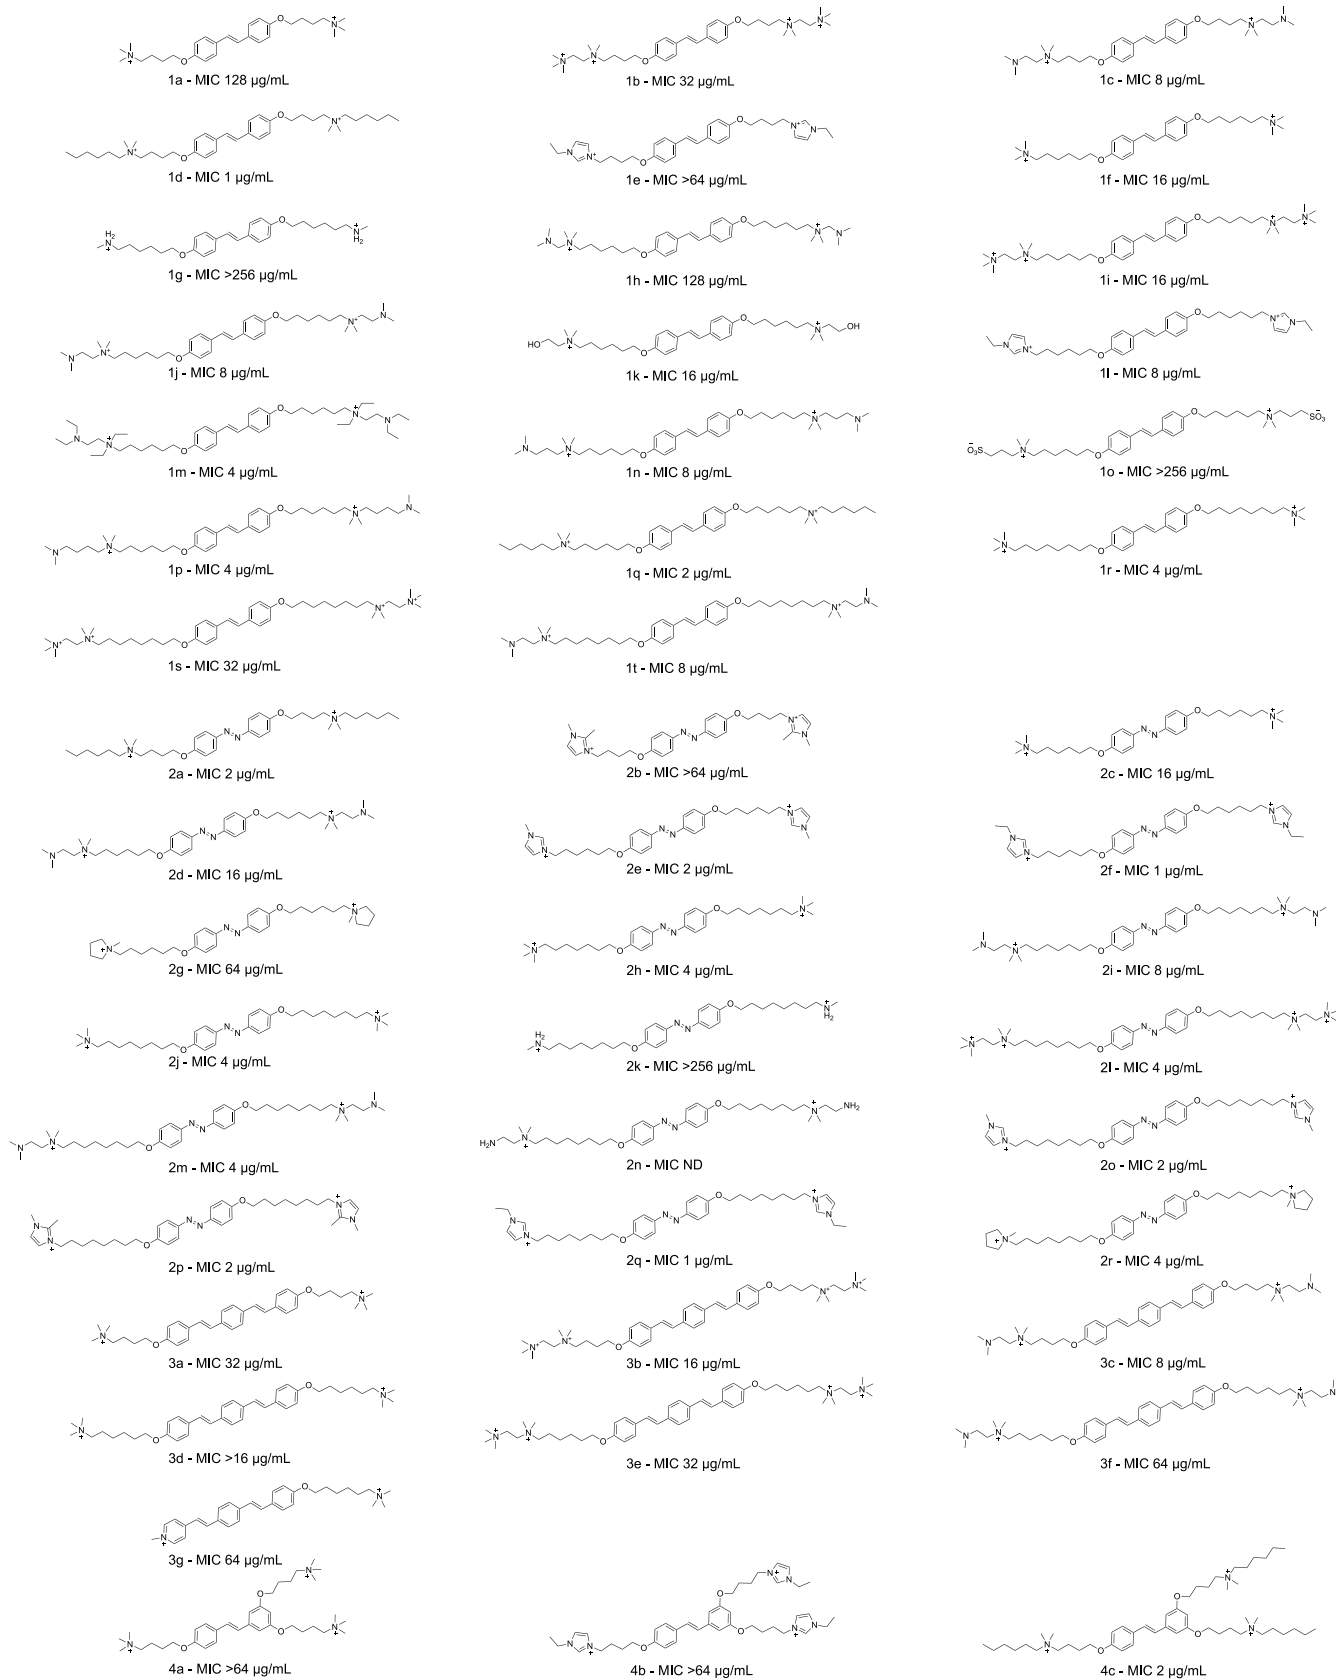 1a - MIC 128 µg/mL
1b - MIC 32 µg/mL
1c - MIC 8 µg/mL
1d - MIC 1 µg/mL
1e - MIC >64 µg/mL
1f - MIC 16 µg/mL
1g - MIC >256 µg/mL
1h - MIC 128 µg/mL
1i - MIC 16 µg/mL
1j - MIC 8 µg/mL
1k - MIC 16 µg/mL
1l - MIC 8 µg/mL
1m - MIC 4 µg/mL
1n - MIC 8 µg/mL
1o - MIC >256 µg/mL
1p - MIC 4 µg/mL
1q - MIC 2 µg/mL
1r - MIC 4 µg/mL
1s - MIC 32 µg/mL
1t - MIC 8 µg/mL
2a - MIC 2 µg/mL
2b - MIC >64 µg/mL
2c - MIC 16 µg/mL
2d - MIC 16 µg/mL
2e - MIC 2 µg/mL
2f - MIC 1 µg/mL
2g - MIC 64 µg/mL
2h - MIC 4 µg/mL
2i - MIC 8 µg/mL
2j - MIC 4 µg/mL
2k - MIC >256 µg/mL
2l - MIC 4 µg/mL
2m - MIC 4 µg/mL
2n - MIC ND
2o - MIC 2 µg/mL
2p - MIC 2 µg/mL
2q - MIC 1 µg/mL
2r - MIC 4 µg/mL
3a - MIC 32 µg/mL
3b - MIC 16 µg/mL
3c - MIC 8 µg/mL
3d - MIC >16 µg/mL
3e - MIC 32 µg/mL
3f - MIC 64 µg/mL
3g - MIC 64 µg/mL
4a - MIC >64 µg/mL
4b - MIC >64 µg/mL
4c - MIC 2 µg/mL